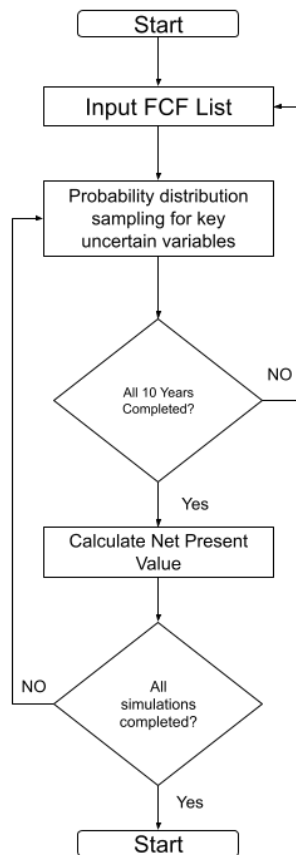 Start
Input FCF List
Probability distribution
sampling for key
uncertain variables
All 10 Years
Completed?
NO
Yes
Calculate Net Present
Value
All
simulations
completed?
NO
Yes
Start